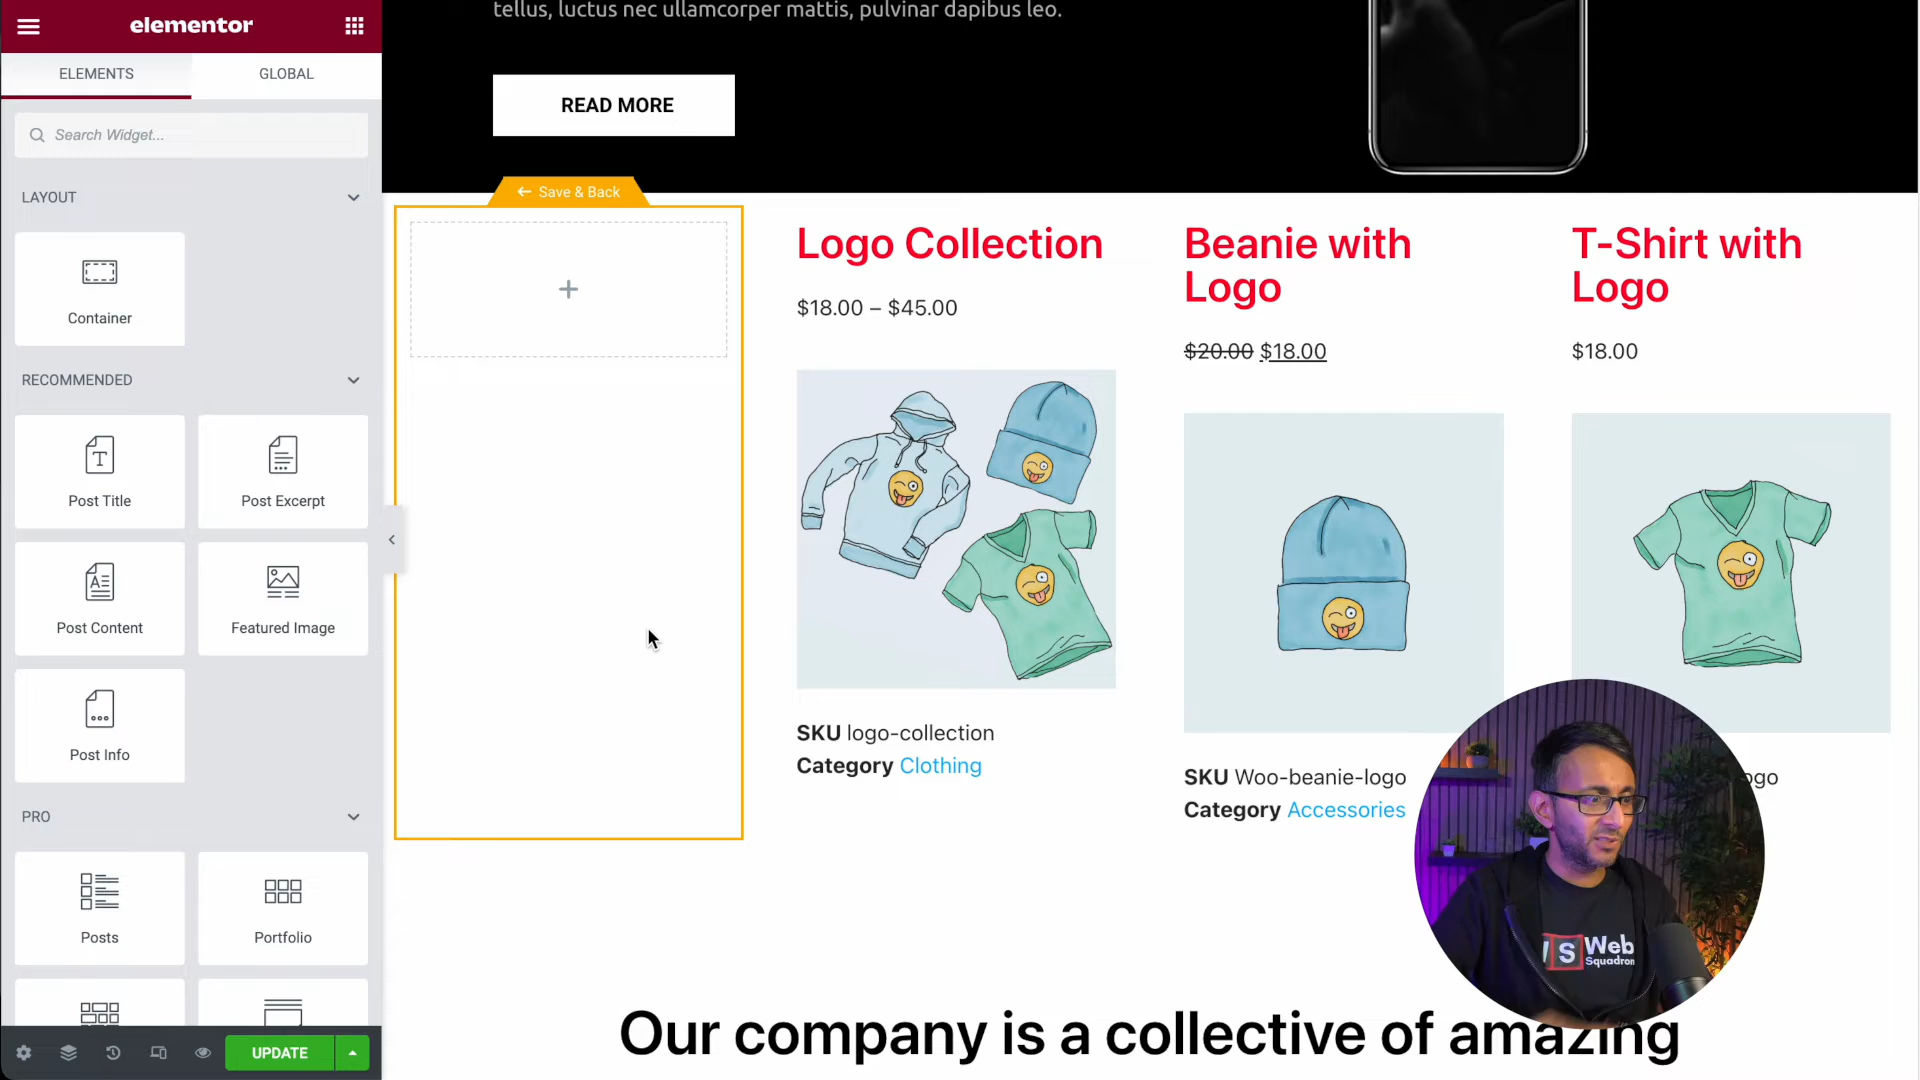 elementor
ELEMENTS
GLOBAL
Search Widget...
LAYOUT
Container
RECOMMENDED
Post Title
Post Excerpt
Post Content
Featured Image
Post Info
PRO
Posts
Portfolio
UPDATE
tellus, luctus nec ullamcorper mattis, pulvinar dapibus leo.
READ MORE
Save & Back
Logo Collection
$18.00 – $45.00
SKU logo-collection
Category Clothing
Beanie with
Logo
$20.00 $18.00
SKU Woo-beanie-logo
Category Accessories
T-Shirt with
Logo
$18.00
ogo
S Web
Squadron
Our company is a collective of amazing